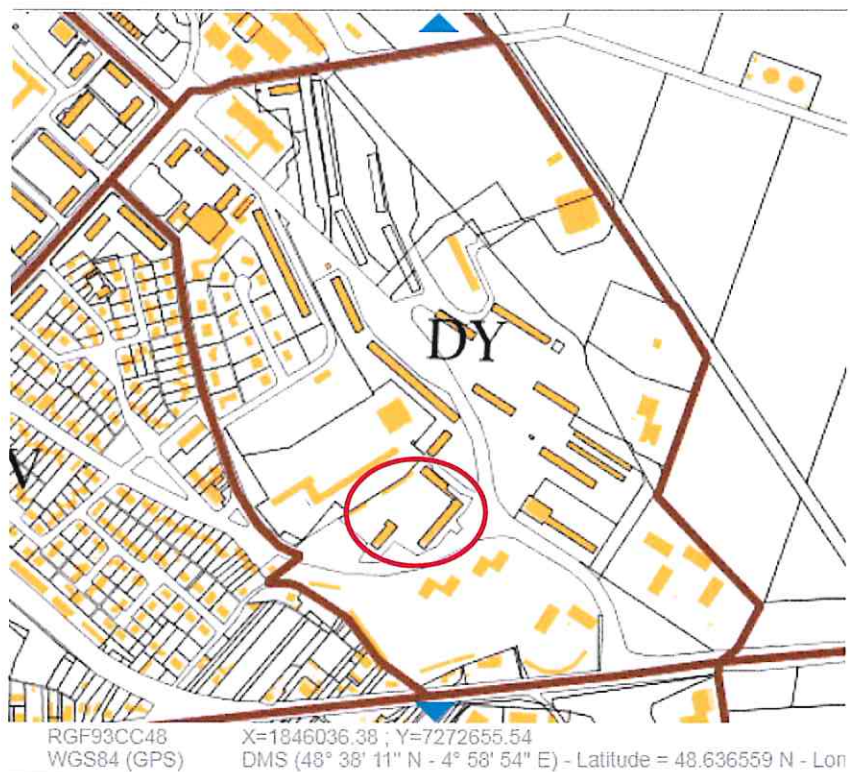 DY
V
RGF93CC48 X=1846036.38 ; Y=7272655.54
WGS84 (GPS) DMS (48° 38' 11" N - 4° 58' 54" E) - Latitude = 48.636559 N - Lon